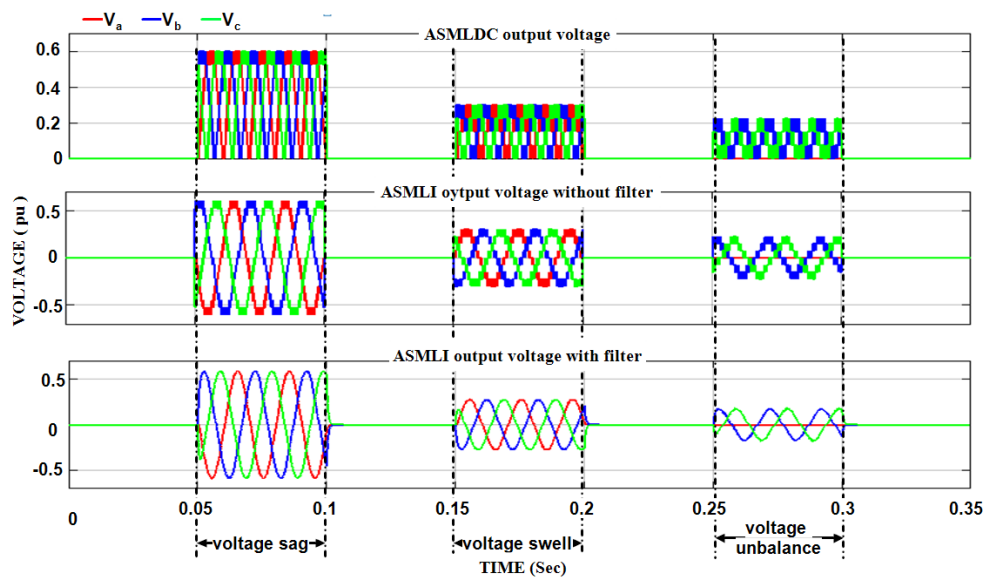 Va Vb Vc
ASMLDC output voltage
0.6
0.4
0.2
0
ASMLI oytput voltage without filter
0.5
0
-0.5
VOLTAGE ( pu )
ASMLI output voltage with filter
0.5
0
-0.5
0 0.05 0.1 0.15 0.2 0.25 0.3 0.35
voltage sag voltage swell voltage
unbalance
TIME (Sec)